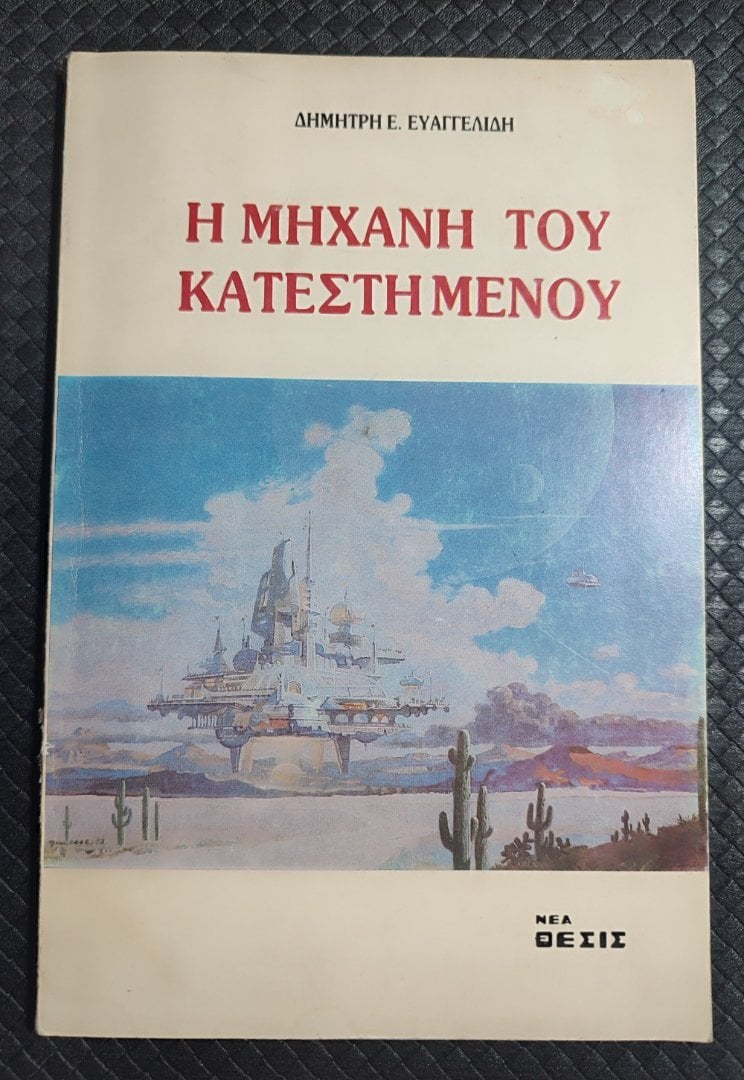 ΔΗΜΗΤΡΗ Ε. ΕΥΑΓΓΕΛΙΔΗ
Η ΜΗΧΑΝΗ ΤΟΥ
ΚΑΤΕΣΤΗΜΕΝΟΥ
ΝΕΑ
ΘΕΣΙΣ